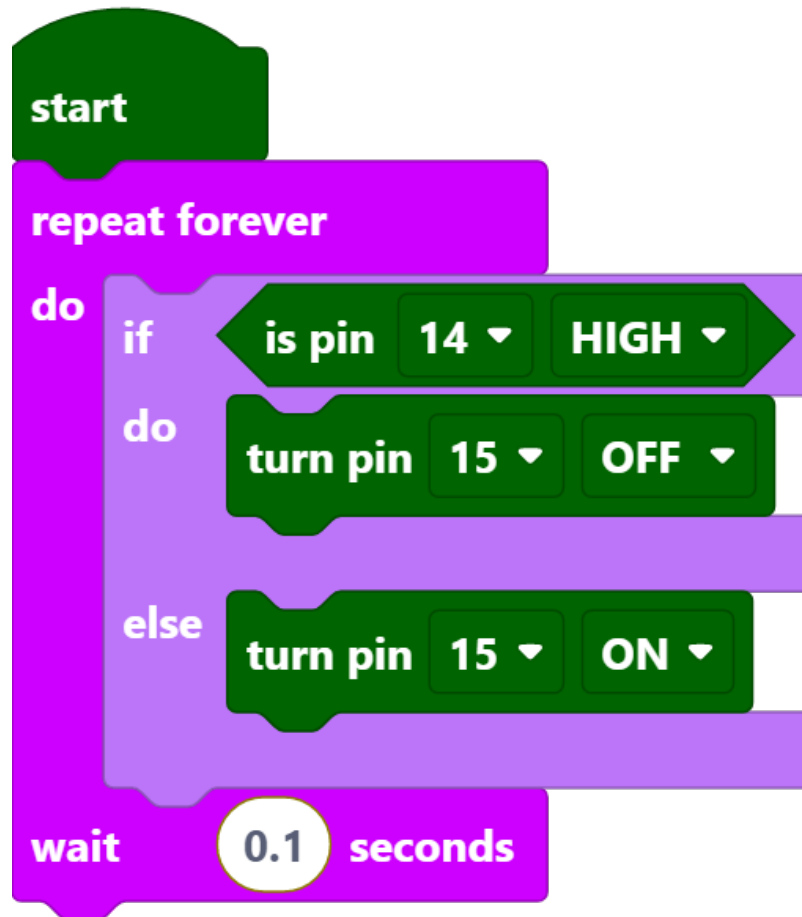 start
repeat forever
do
if is pin 14 HIGH
do
turn pin 15 OFF
else
turn pin 15 ON
wait 0.1 seconds